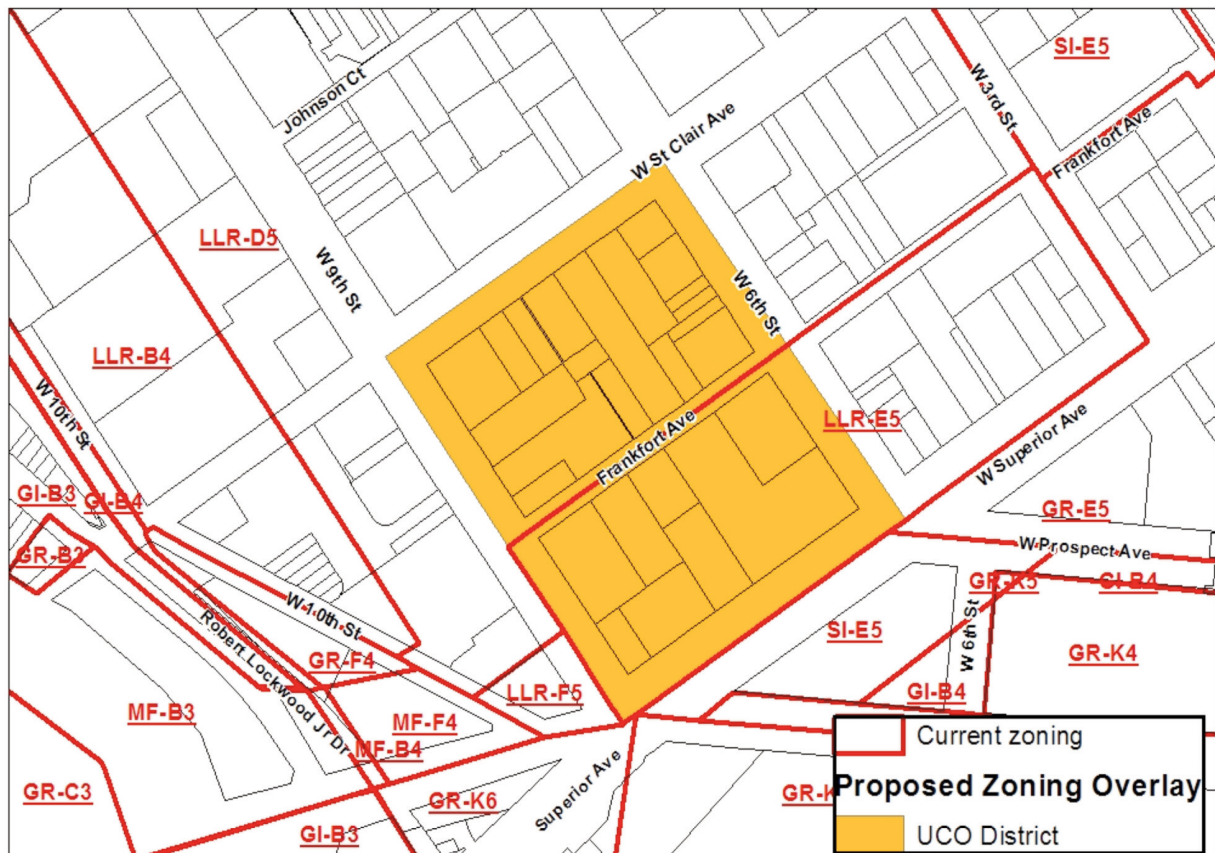 SI-E5
Johnson Ct
W 3rd St
Frankfort Ave
W St Clair Ave
LLR-D5
W 9th St
W 6th St
LLR-B4
W 10th St
LLR-E5
Frankfort Ave
W Superior Ave
GI-B3
GI-B4
GR-E5
GR-B3
W Prospect Ave
GR-K5
GI-B4
W 10th St
W 6th St
SI-E5
Robert Lockwood Jr Dr
GR-F4
GR-K4
LLR-F5
GI-B4
MF-B3
MF-F4
MF-B4
Current zoning
GR-C3
Superior Ave
GR-K
Proposed Zoning Overlay
GR-K6
GI-B3
UCO District